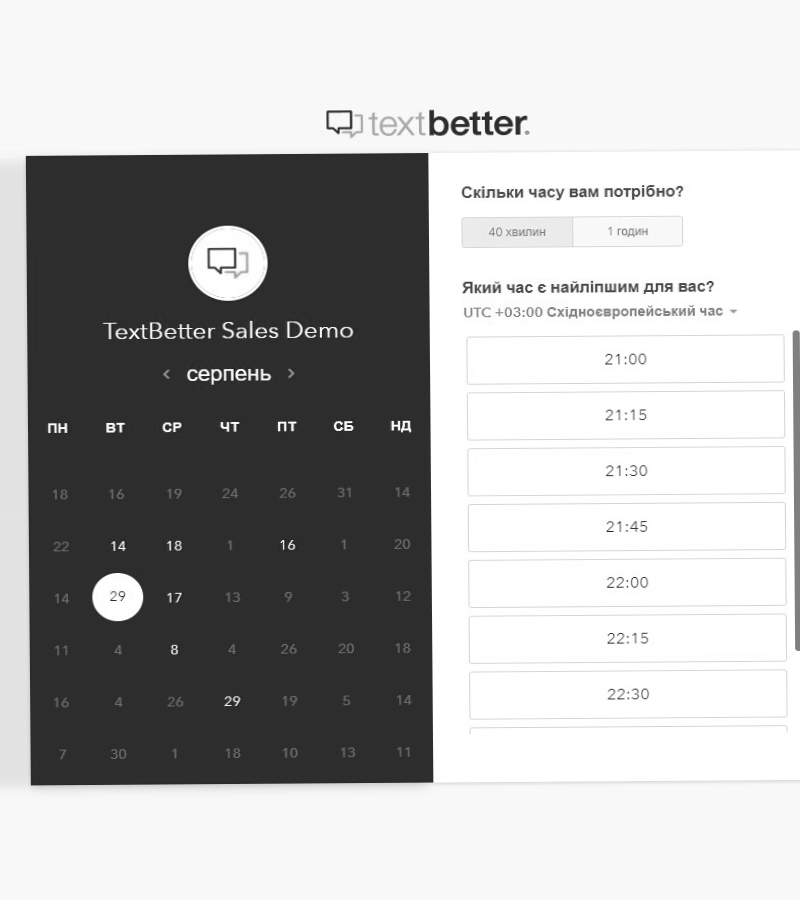 textbetter.
TextBetter Sales Demo
< серпень >
ПН ВТ СР ЧТ ПТ СБ НД
18 16 19 24 26 31 14
22 14 18 1 16 1 20
14 29 17 13 9 3 12
11 4 8 4 26 20 18
16 4 26 29 19 5 14
7 30 1 18 10 13 11
Скільки часу вам потрібно?
40 хвилин 1 годин
Який час є найліпшим для вас?
UTC +03:00 Східноєвропейський час
21:00
21:15
21:30
21:45
22:00
22:15
22:30